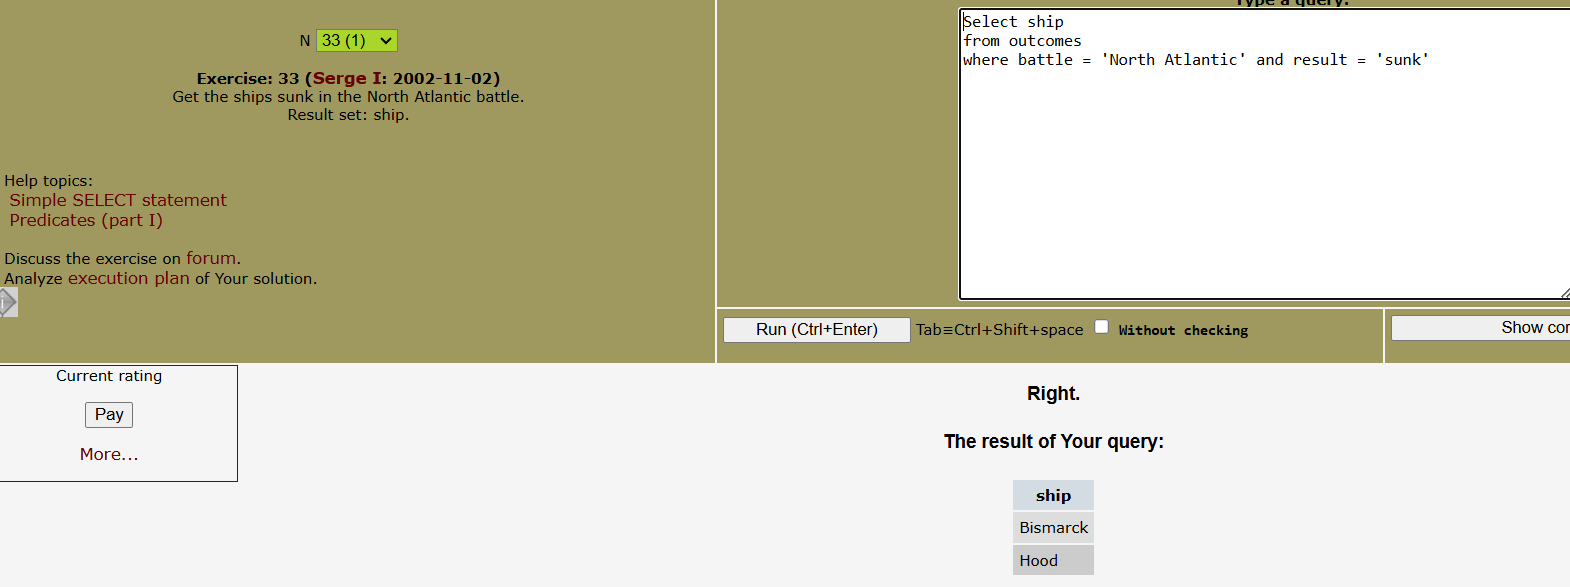 N 33 (1)
Exercise: 33 (Serge I: 2002-11-02)
Get the ships sunk in the North Atlantic battle.
Result set: ship.
Help topics:
Simple SELECT statement
Predicates (part I)
Discuss the exercise on forum.
Analyze execution plan of Your solution.
Type a query:
Select ship
from outcomes
where battle = 'North Atlantic' and result = 'sunk'
Run (Ctrl+Enter) Tab≡Ctrl+Shift+space Without checking
Show
Current rating
Pay
More...
Right.
The result of Your query:
ship
Bismarck
Hood